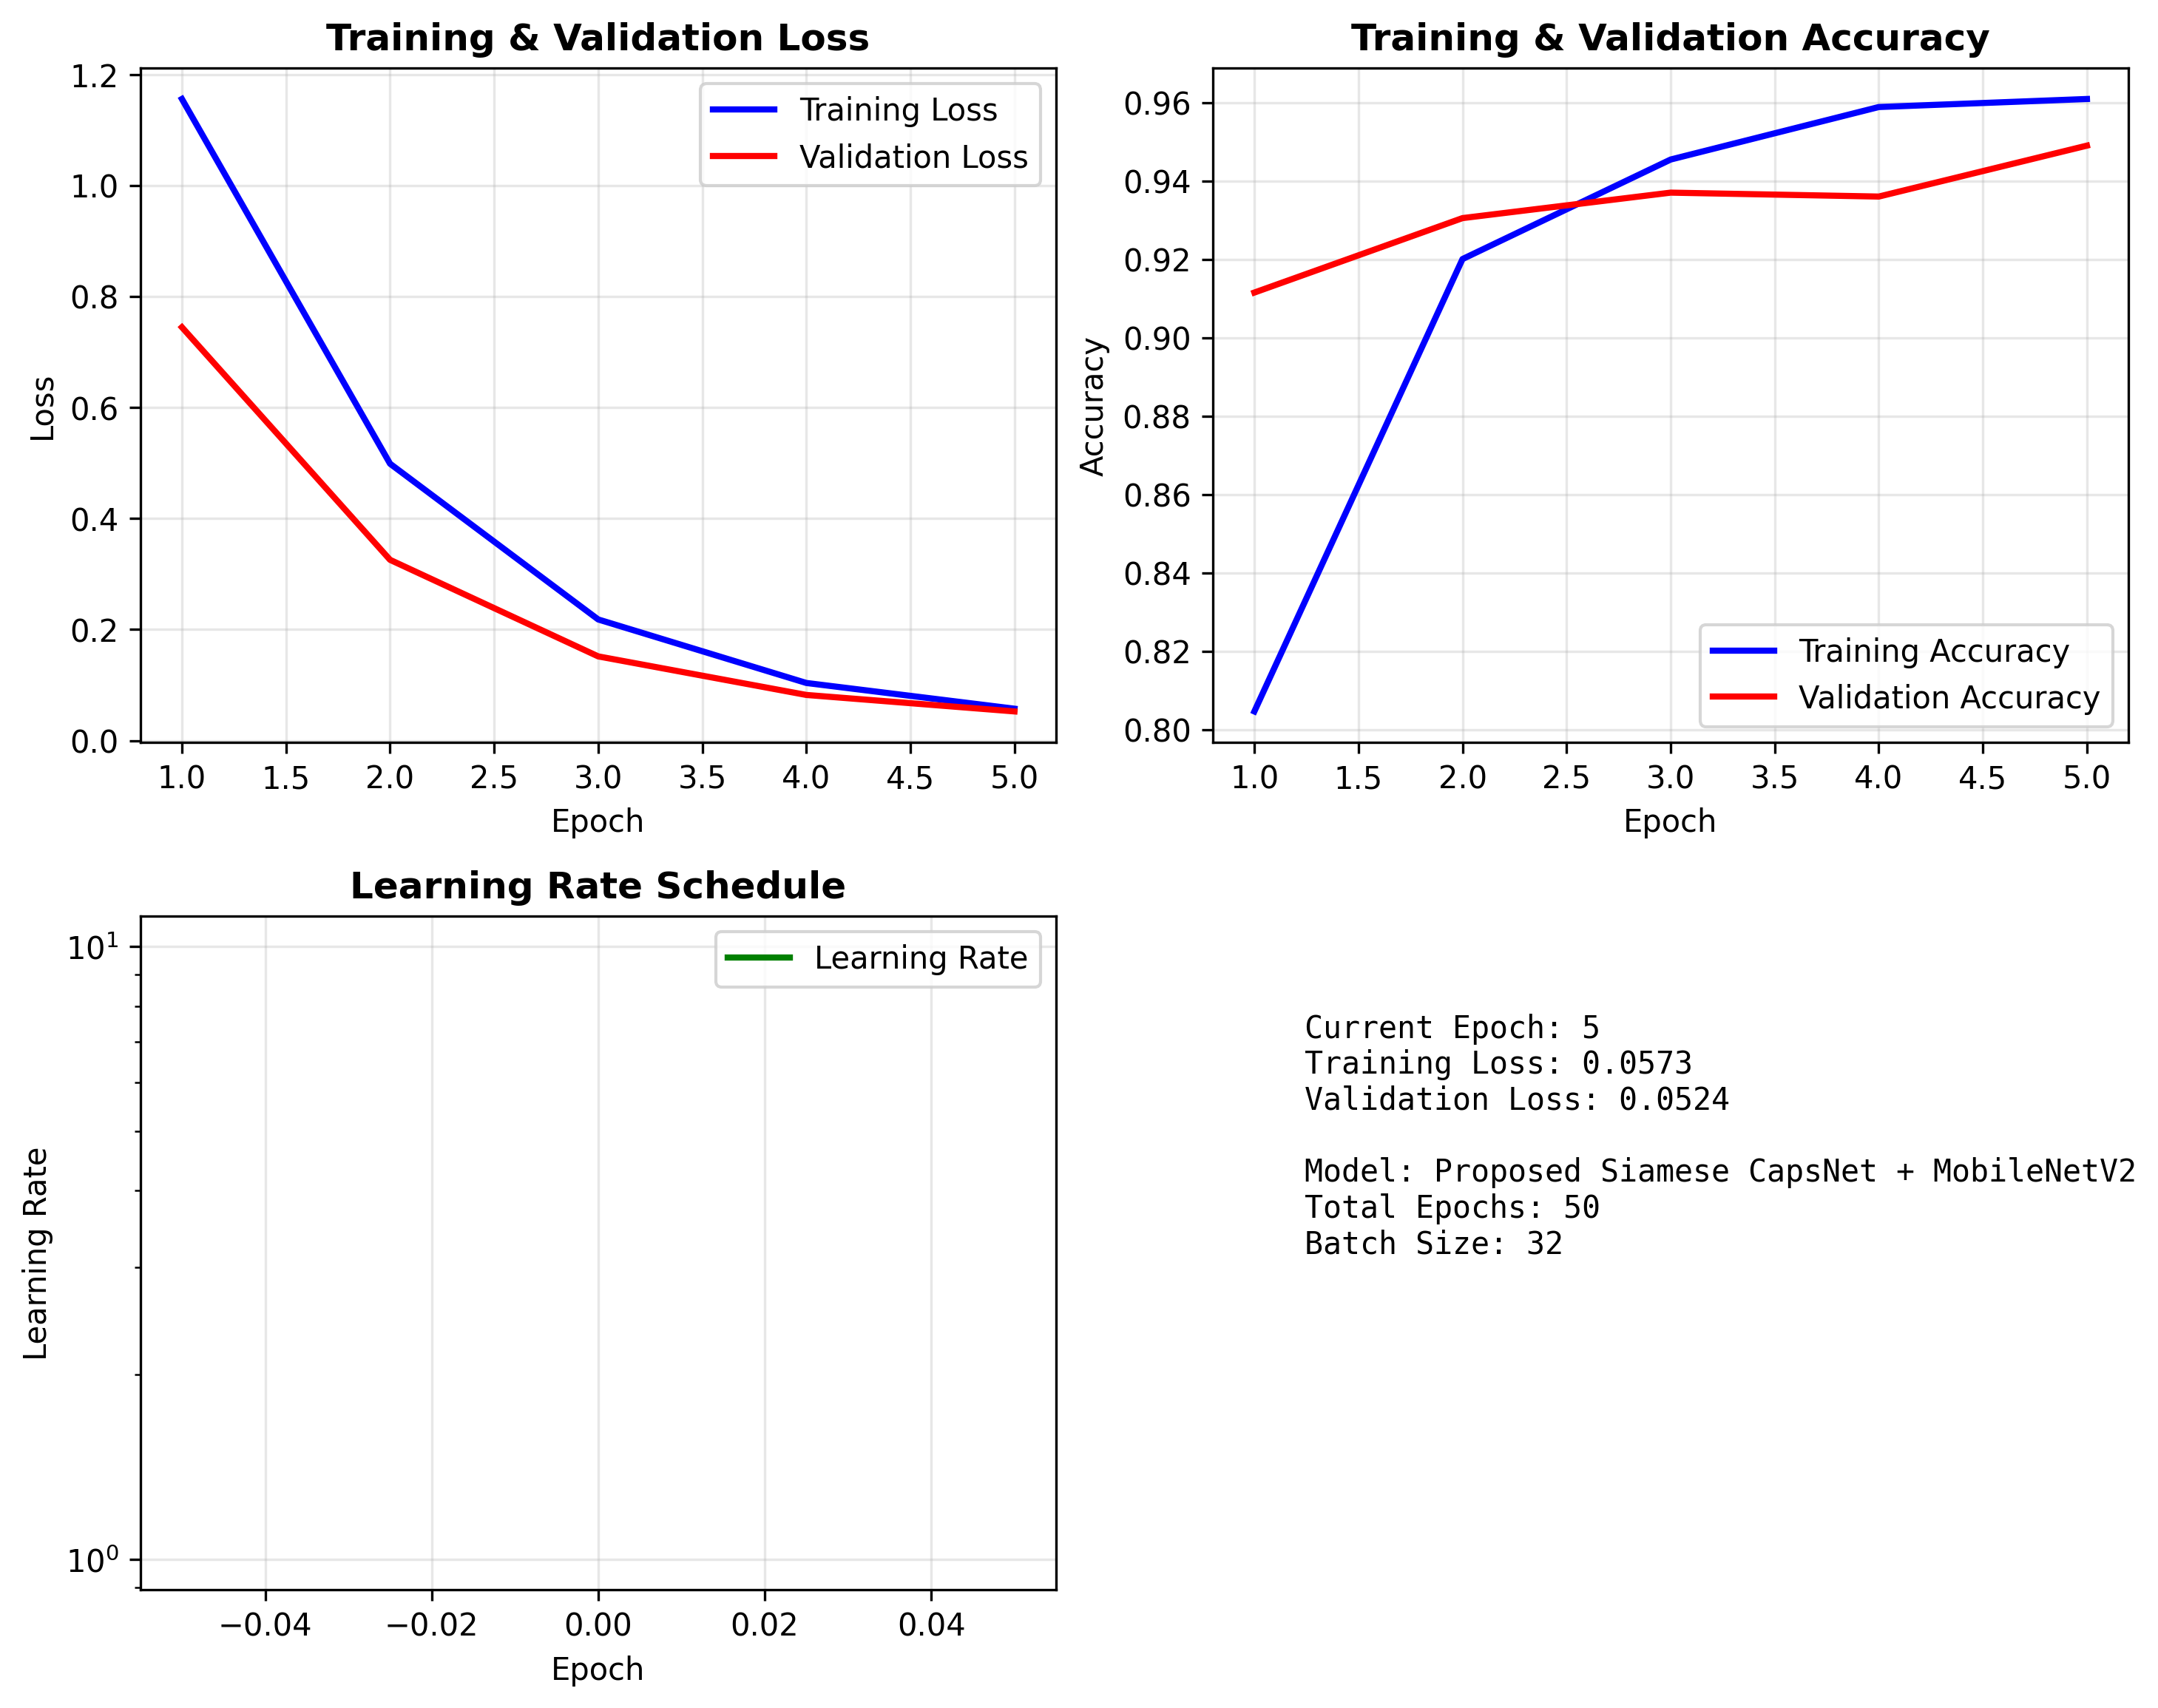 Training & Validation Loss
1.2
1.0
0.8
0.6
0.4
0.2
0.0
Loss
Training Loss
Validation Loss
1.0 1.5 2.0 2.5 3.0 3.5 4.0 4.5 5.0
Epoch
Training & Validation Accuracy
0.96
0.94
0.92
0.90
0.88
0.86
0.84
0.82
0.80
Accuracy
Training Accuracy
Validation Accuracy
1.0 1.5 2.0 2.5 3.0 3.5 4.0 4.5 5.0
Epoch
Learning Rate Schedule
10¹
10⁰
Learning Rate
Learning Rate
−0.04 −0.02 0.00 0.02 0.04
Epoch
Current Epoch: 5
Training Loss: 0.0573
Validation Loss: 0.0524
Model: Proposed Siamese CapsNet + MobileNetV2
Total Epochs: 50
Batch Size: 32